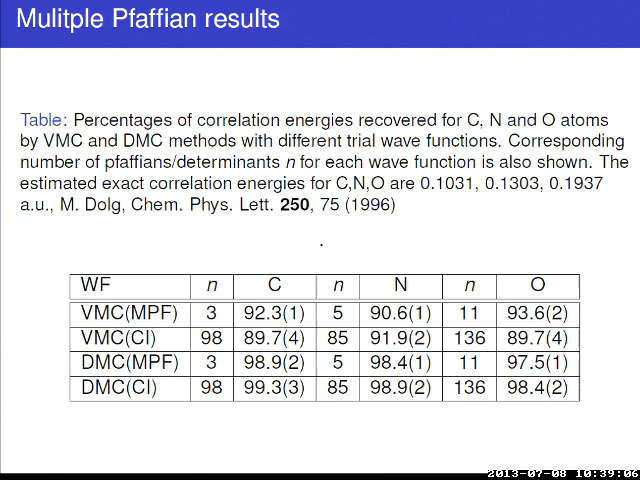 Mulitple Pfaffian results
Table: Percentages of correlation energies recovered for C, N and O atoms
by VMC and DMC methods with different trial wave functions. Corresponding
number of pfaffians/determinants n for each wave function is also shown. The
estimated exact correlation energies for C,N,O are 0.1031, 0.1303, 0.1937
a.u., M. Dolg, Chem. Phys. Lett. 250, 75 (1996)
.
WF n C n N n O
VMC(MPF) 3 92.3(1) 5 90.6(1) 11 93.6(2)
VMC(CI) 98 89.7(4) 85 91.9(2) 136 89.7(4)
DMC(MPF) 3 98.9(2) 5 98.4(1) 11 97.5(1)
DMC(CI) 98 99.3(3) 85 98.9(2) 136 98.4(2)
2013-07-08 10:39:06